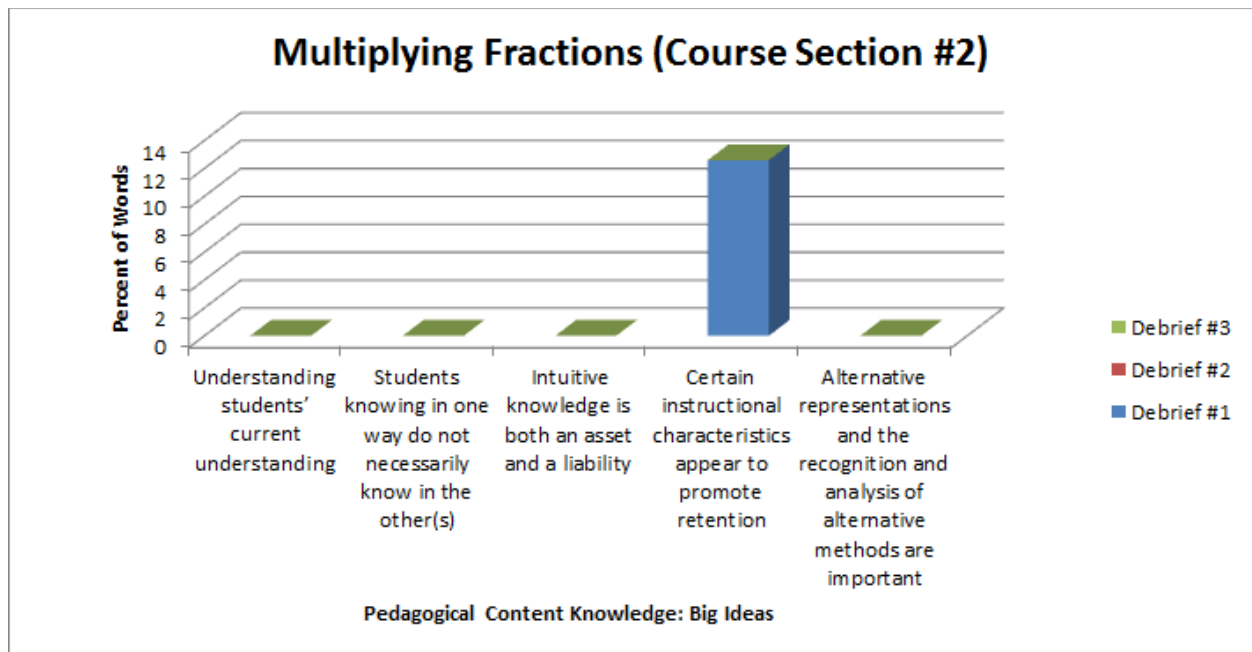 Multiplying Fractions (Course Section #2)
Percent of Words
14
12
10
8
6
4
2
0
Understanding
students’
current
understanding
Students
knowing in one
way do not
necessarily
know in the
other(s)
Intuitive
knowledge is
both an asset
and a liability
Certain
instructional
characteristics
appear to
promote
retention
Alternative
representations
and the
recognition and
analysis of
alternative
methods are
important
Pedagogical Content Knowledge: Big Ideas
Debrief #3
Debrief #2
Debrief #1